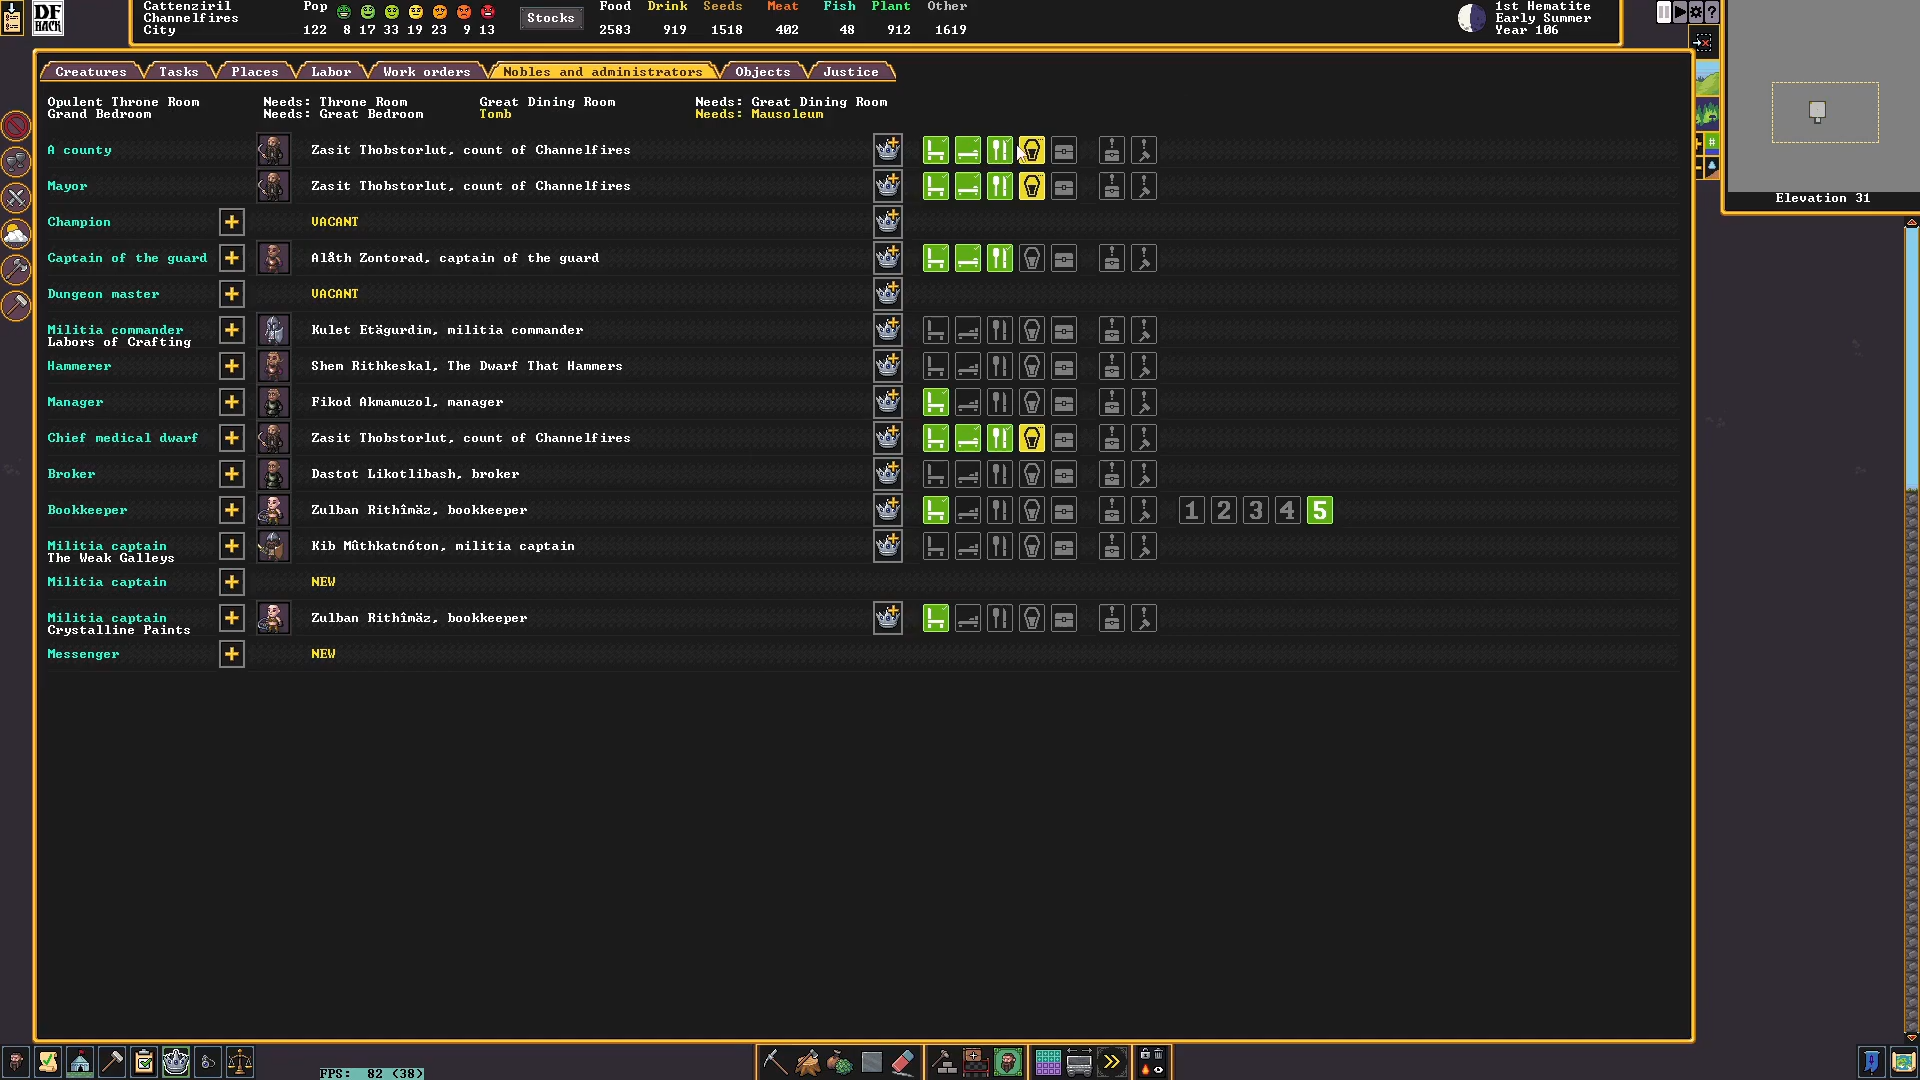 DF
HACK
Cattenziril
Channelfires
City
Pop
122 8 17 33 19 23 9 13
Stocks
Food Drink Seeds Meat Fish Plant Other
2583 919 1518 402 48 912 1619
1st Hematite
Early Summer
Year 106
?
Elevation 31
Creatures Tasks Places Labor Work orders Nobles and administrators Objects Justice
Opulent Throne Room Needs: Throne Room Great Dining Room Needs: Great Dining Room
Grand Bedroom Needs: Great Bedroom Tomb Needs: Mausoleum
A county Zasit Thobstorlut, count of Channelfires
Mayor Zasit Thobstorlut, count of Channelfires
Champion VACANT
Captain of the guard Alåth Zontorad, captain of the guard
Dungeon master VACANT
Militia commander Kulet Etägurdim, militia commander
Labors of Crafting
Hammerer Shem Rithkeskal, The Dwarf That Hammers
Manager Fikod Akmamuzol, manager
Chief medical dwarf Zasit Thobstorlut, count of Channelfires
Broker Dastot Likotlibash, broker
Bookkeeper Zulban Rithîmäz, bookkeeper 1 2 3 4 5
Militia captain Kib Mûthkatnóton, militia captain
The Weak Galleys
Militia captain NEW
Militia captain Zulban Rithîmäz, bookkeeper
Crystalline Paints
Messenger NEW
FPS: 82 (38)